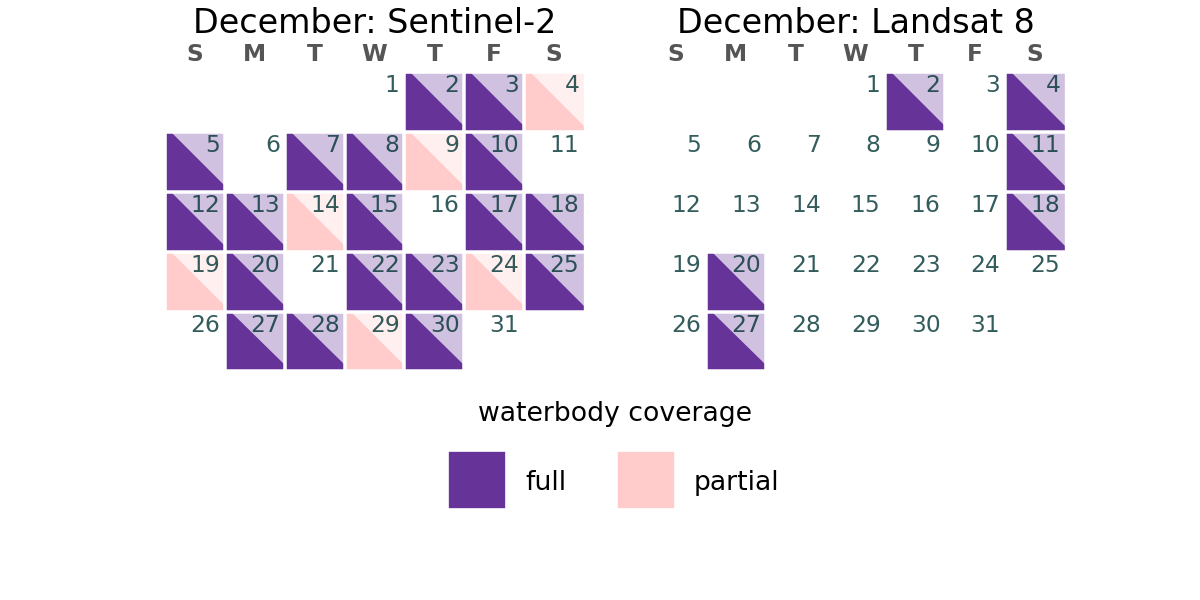 December: Sentinel-2
S M T W T F S
1 2 3 4
5 6 7 8 9 10 11
12 13 14 15 16 17 18
19 20 21 22 23 24 25
26 27 28 29 30 31
December: Landsat 8
S M T W T F S
1 2 3 4
5 6 7 8 9 10 11
12 13 14 15 16 17 18
19 20 21 22 23 24 25
26 27 28 29 30 31
waterbody coverage
full
partial